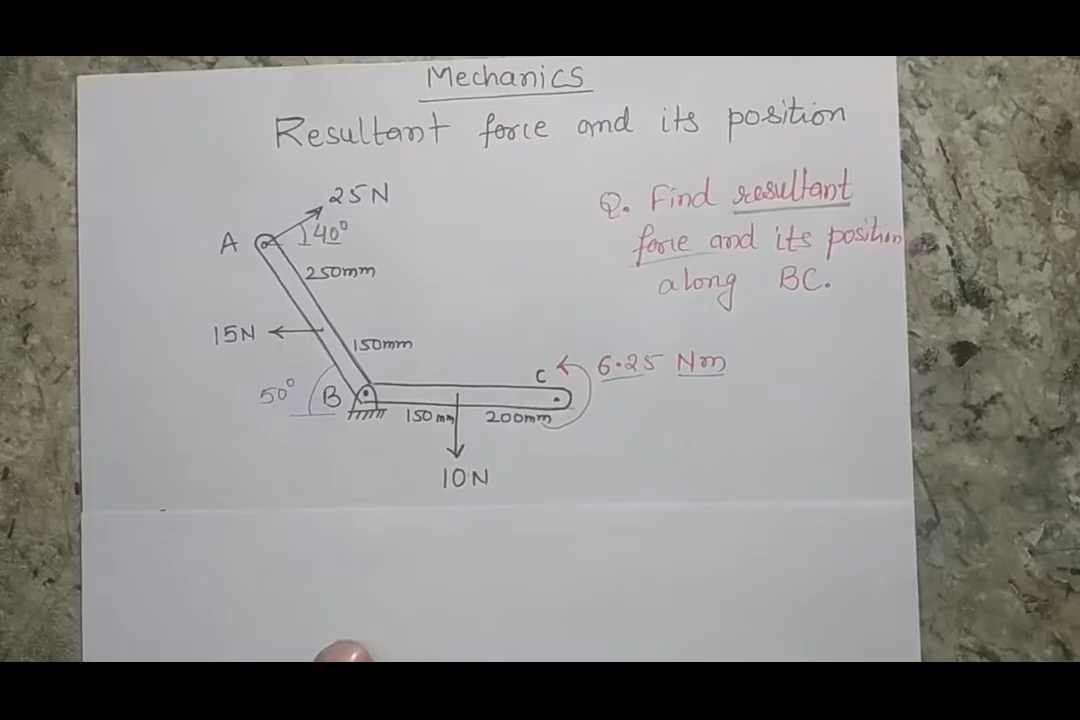 Mechanics
Resultant force and its position
25N
A
40°
250mm
15N
150mm
50°
B
C
150mm
200mm
10N
6.25 Nm
Q. Find resultant
force and its position
along BC.